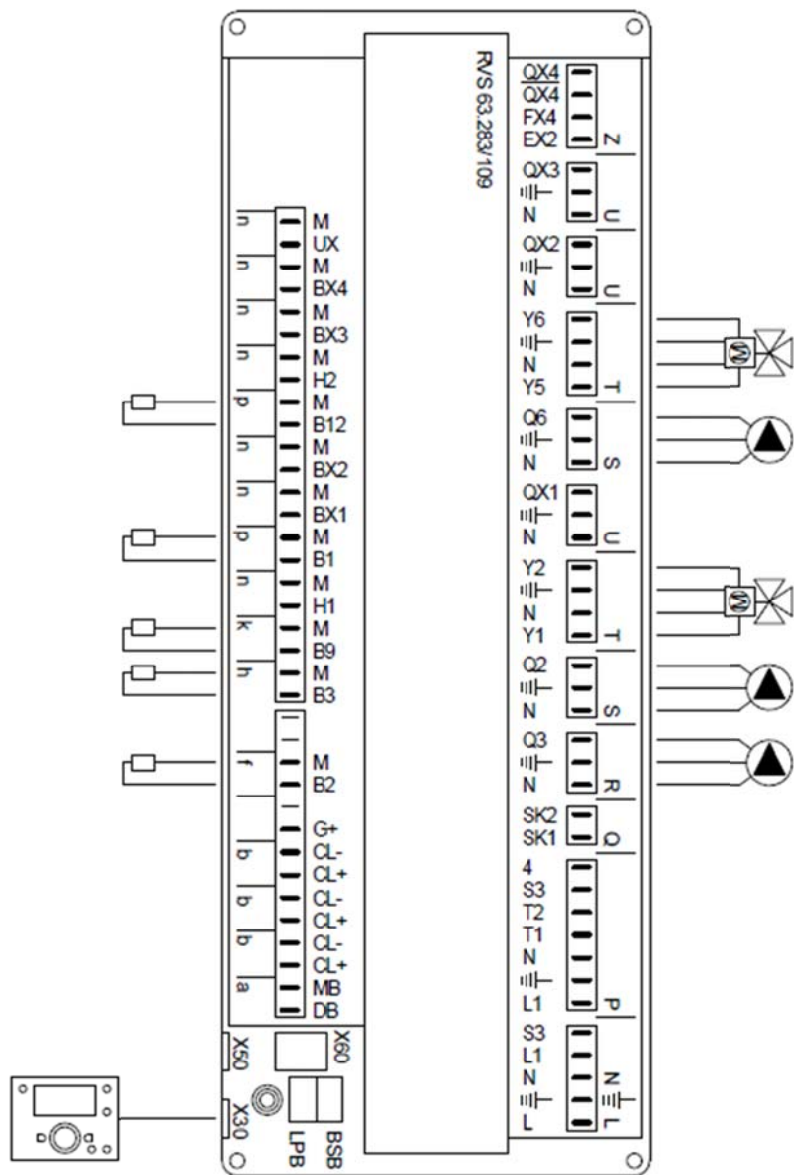 RVS 63.283/109
QX4
QX4
FX4
EX2
Z
QX3
N
U
QX2
N
U
Y6
N
Y5
T
Q6
N
S
QX1
N
U
Y2
N
Y1
T
Q2
N
S
Q3
N
R
SK2
SK1
Q
4
S3
T2
T1
N
L1
P
S3
L1
N
L
N
L
n
M
UX
n
M
BX4
n
M
BX3
n
M
H2
p
M
B12
n
M
BX2
n
M
BX1
p
M
B1
n
M
H1
k
M
B9
h
M
B3
f
M
B2
G+
b
CL-
CL+
b
CL-
CL+
b
CL-
CL+
a
MB
DB
X50
X60
X30
LPB
BSB
M
M